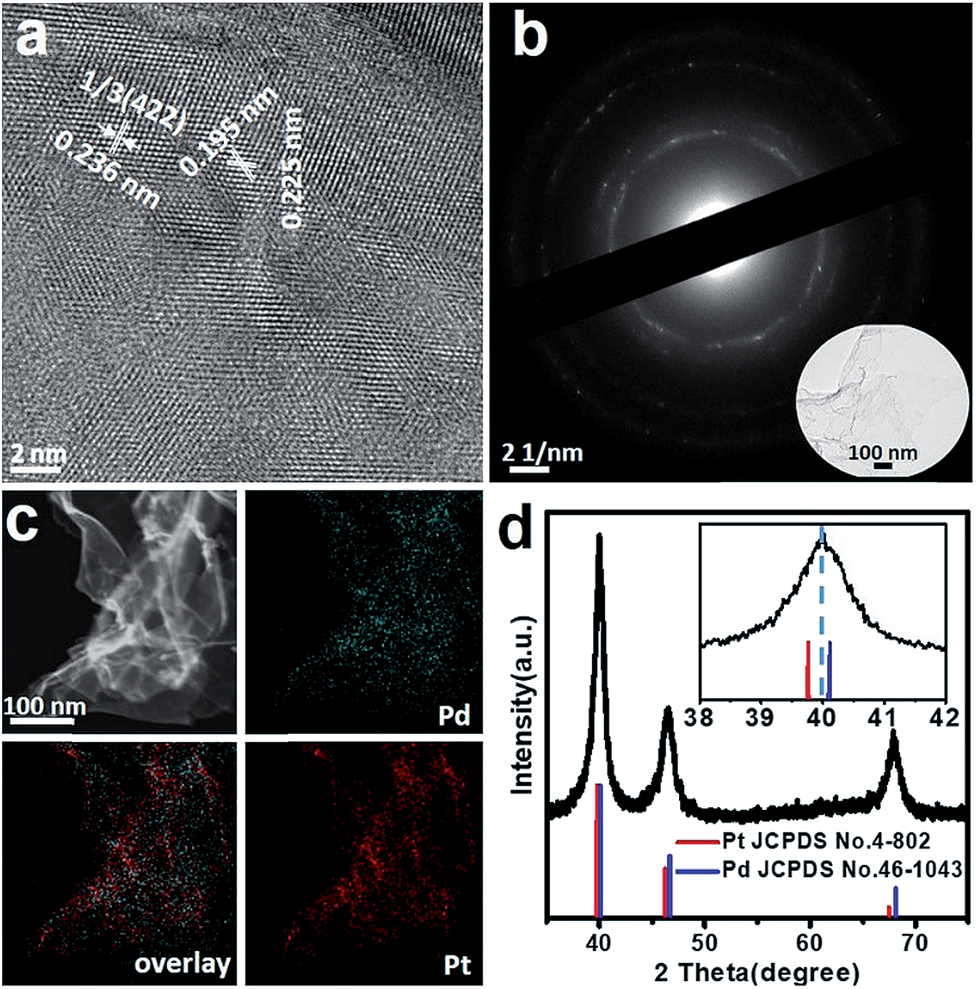 a
1/3(422)
0.236 nm
0.195 nm
0.225 nm
2 nm
b
2 1/nm
100 nm
c
100 nm
Pd
overlay
Pt
d
Intensity(a.u.)
38 39 40 41 42
Pt JCPDS No.4-802
Pd JCPDS No.46-1043
40 50 60 70
2 Theta(degree)